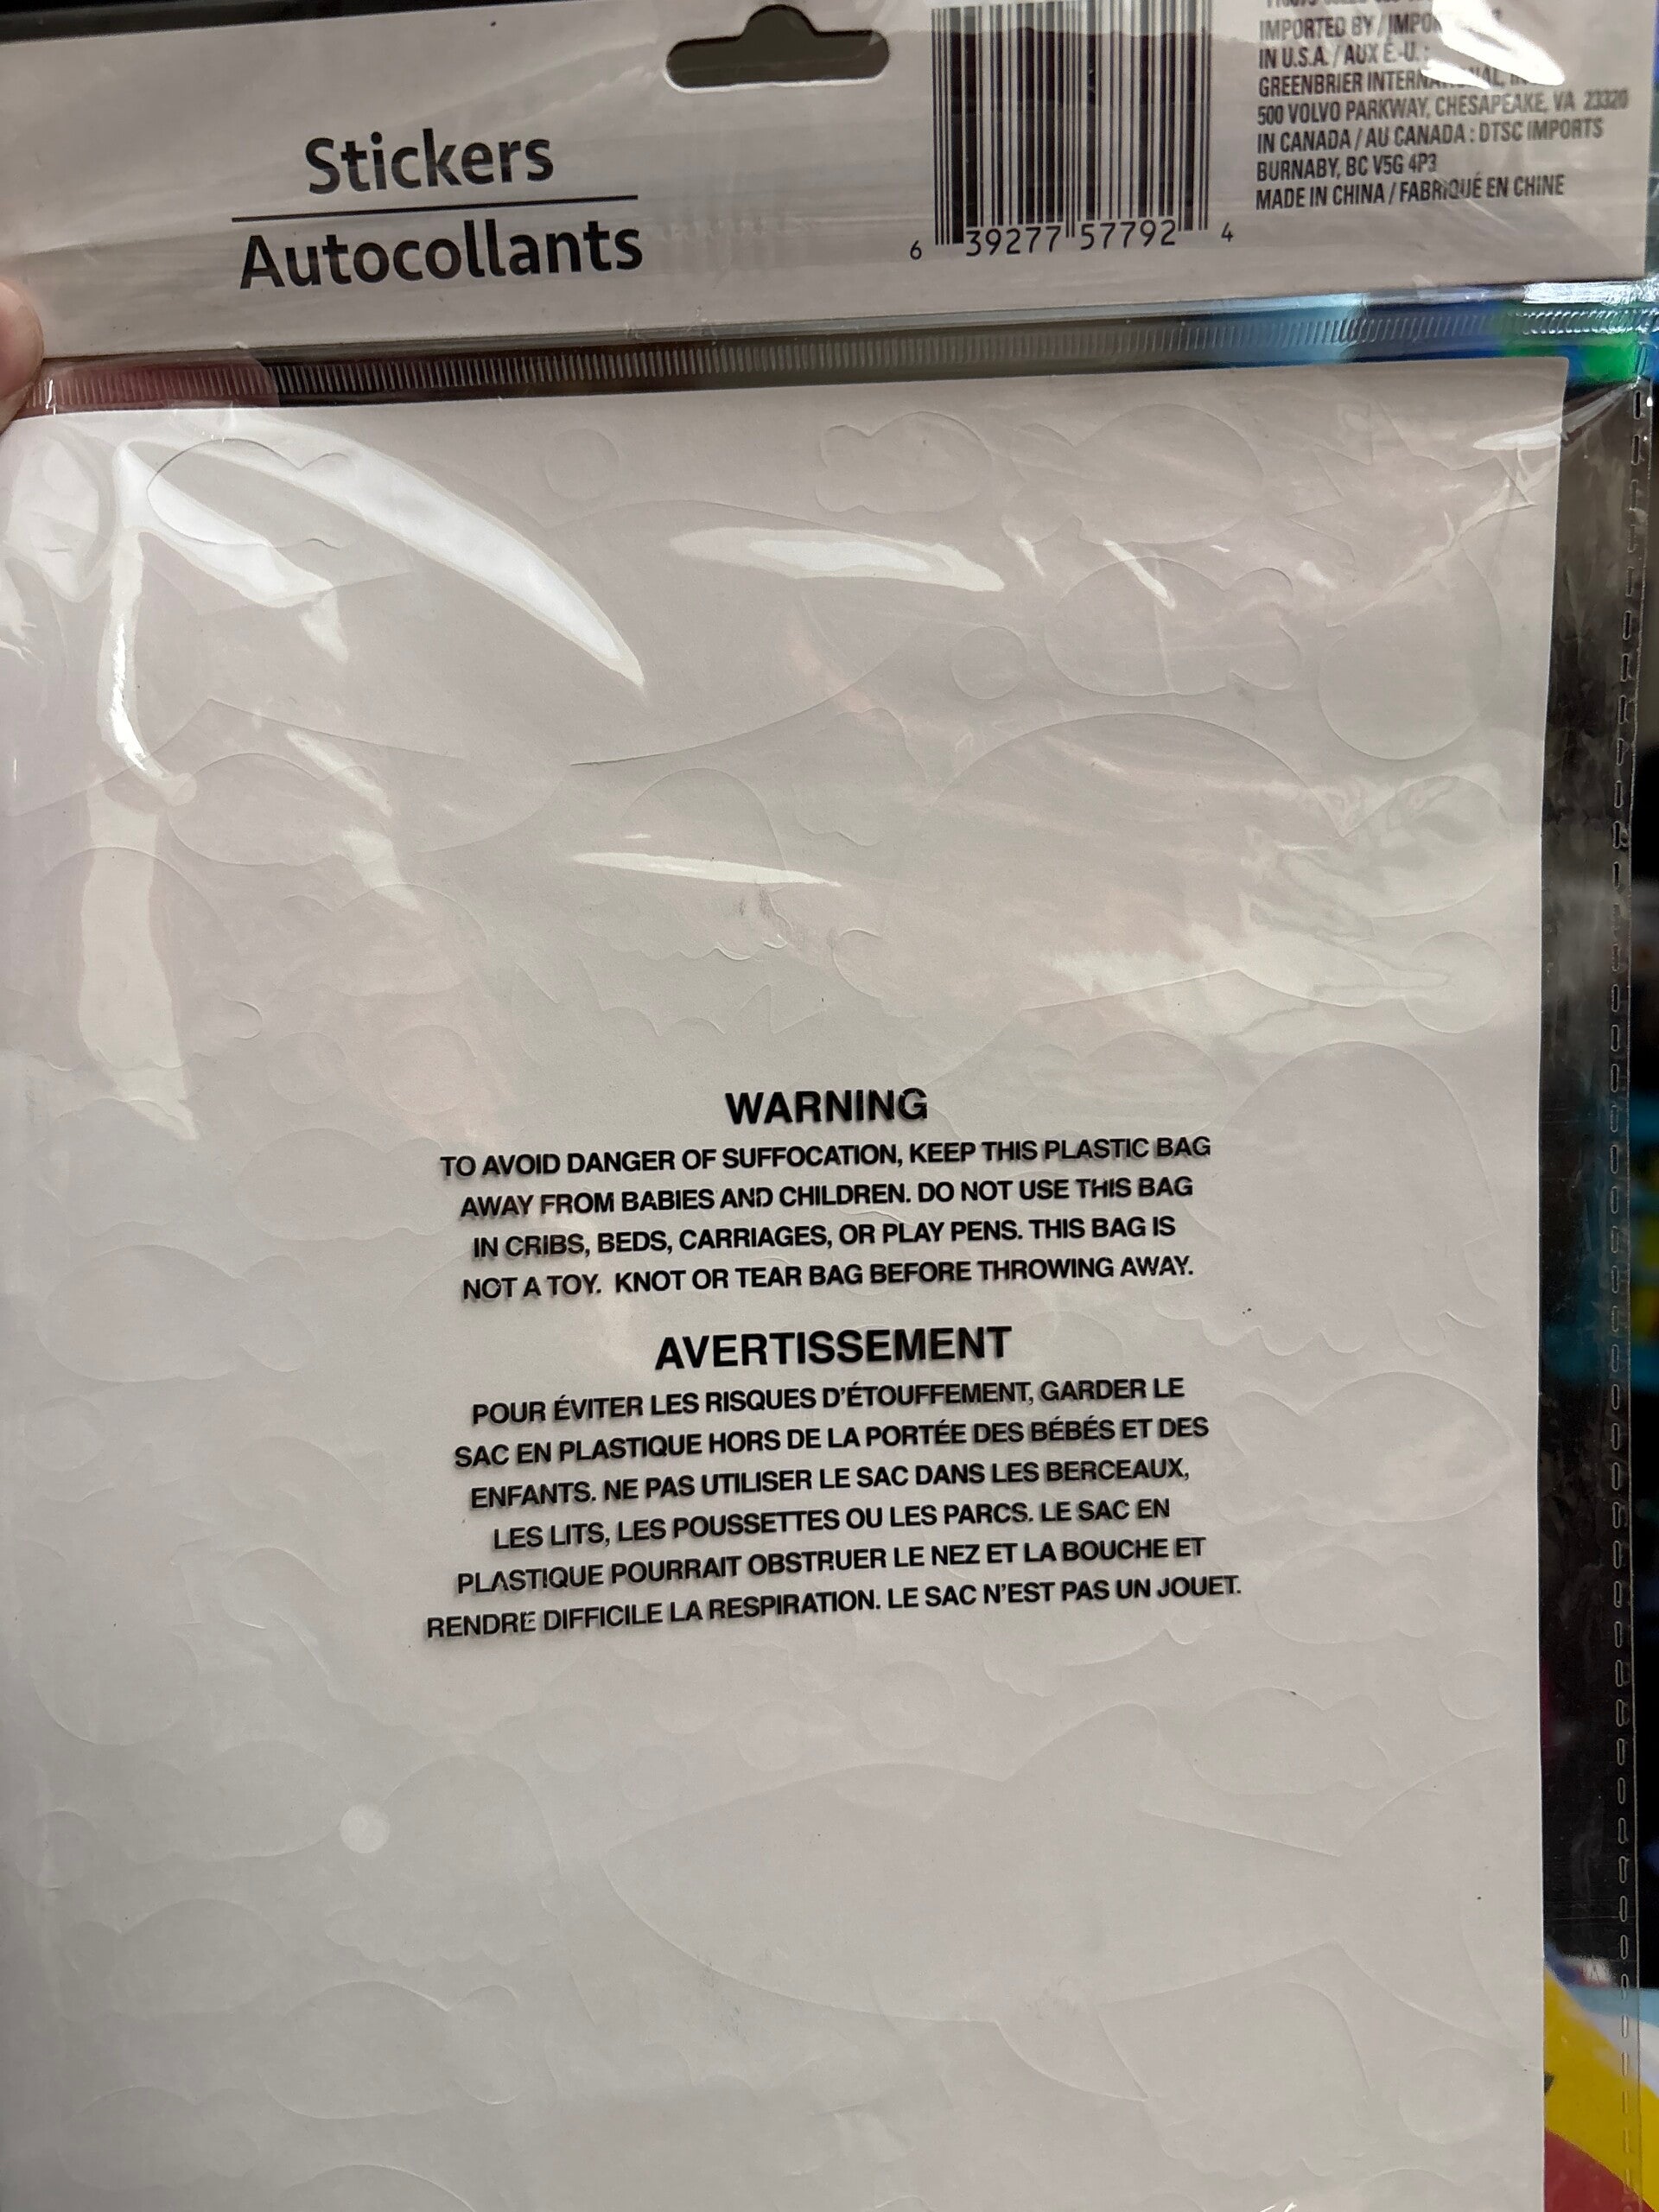 Stickers
Autocollants
6 39277 57792 4
IMPORTED BY /
IN U.S.A. / AUX É.-U. :
GREENBRIER INTERNATIONAL,
500 VOLVO PARKWAY, CHESAPEAKE, VA 23320
IN CANADA / AU CANADA : DTSC IMPORTS
BURNABY, BC V5G 4P3
MADE IN CHINA / FABRIQUÉ EN CHINE
WARNING
TO AVOID DANGER OF SUFFOCATION, KEEP THIS PLASTIC BAG
AWAY FROM BABIES AND CHILDREN. DO NOT USE THIS BAG
IN CRIBS, BEDS, CARRIAGES, OR PLAY PENS. THIS BAG IS
NOT A TOY. KNOT OR TEAR BAG BEFORE THROWING AWAY.
AVERTISSEMENT
POUR ÉVITER LES RISQUES D'ÉTOUFFEMENT, GARDER LE
SAC EN PLASTIQUE HORS DE LA PORTÉE DES BÉBÉS ET DES
ENFANTS. NE PAS UTILISER LE SAC DANS LES BERCEAUX,
LES LITS, LES POUSSETTES OU LES PARCS. LE SAC EN
PLASTIQUE POURRAIT OBSTRUER LE NEZ ET LA BOUCHE ET
RENDRE DIFFICILE LA RESPIRATION. LE SAC N'EST PAS UN JOUET.